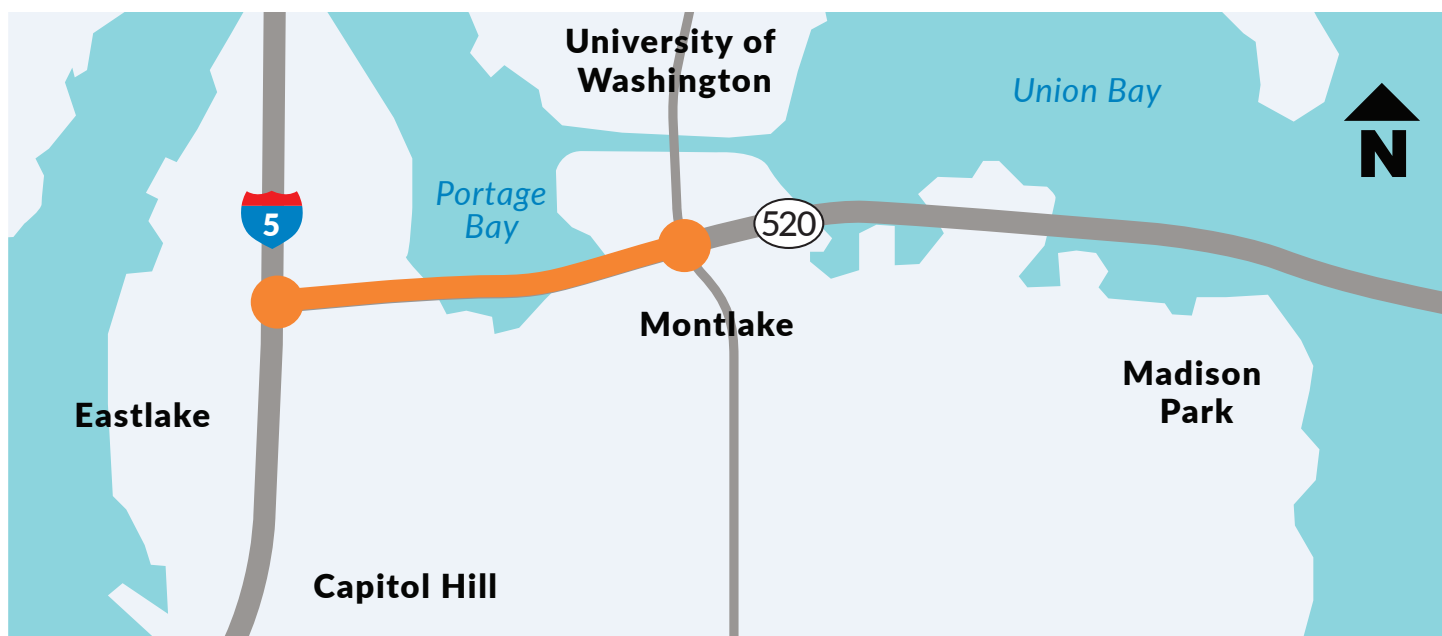 University of
Washington
Union Bay
N
Portage
Bay
5
520
Montlake
Madison
Park
Eastlake
Capitol Hill